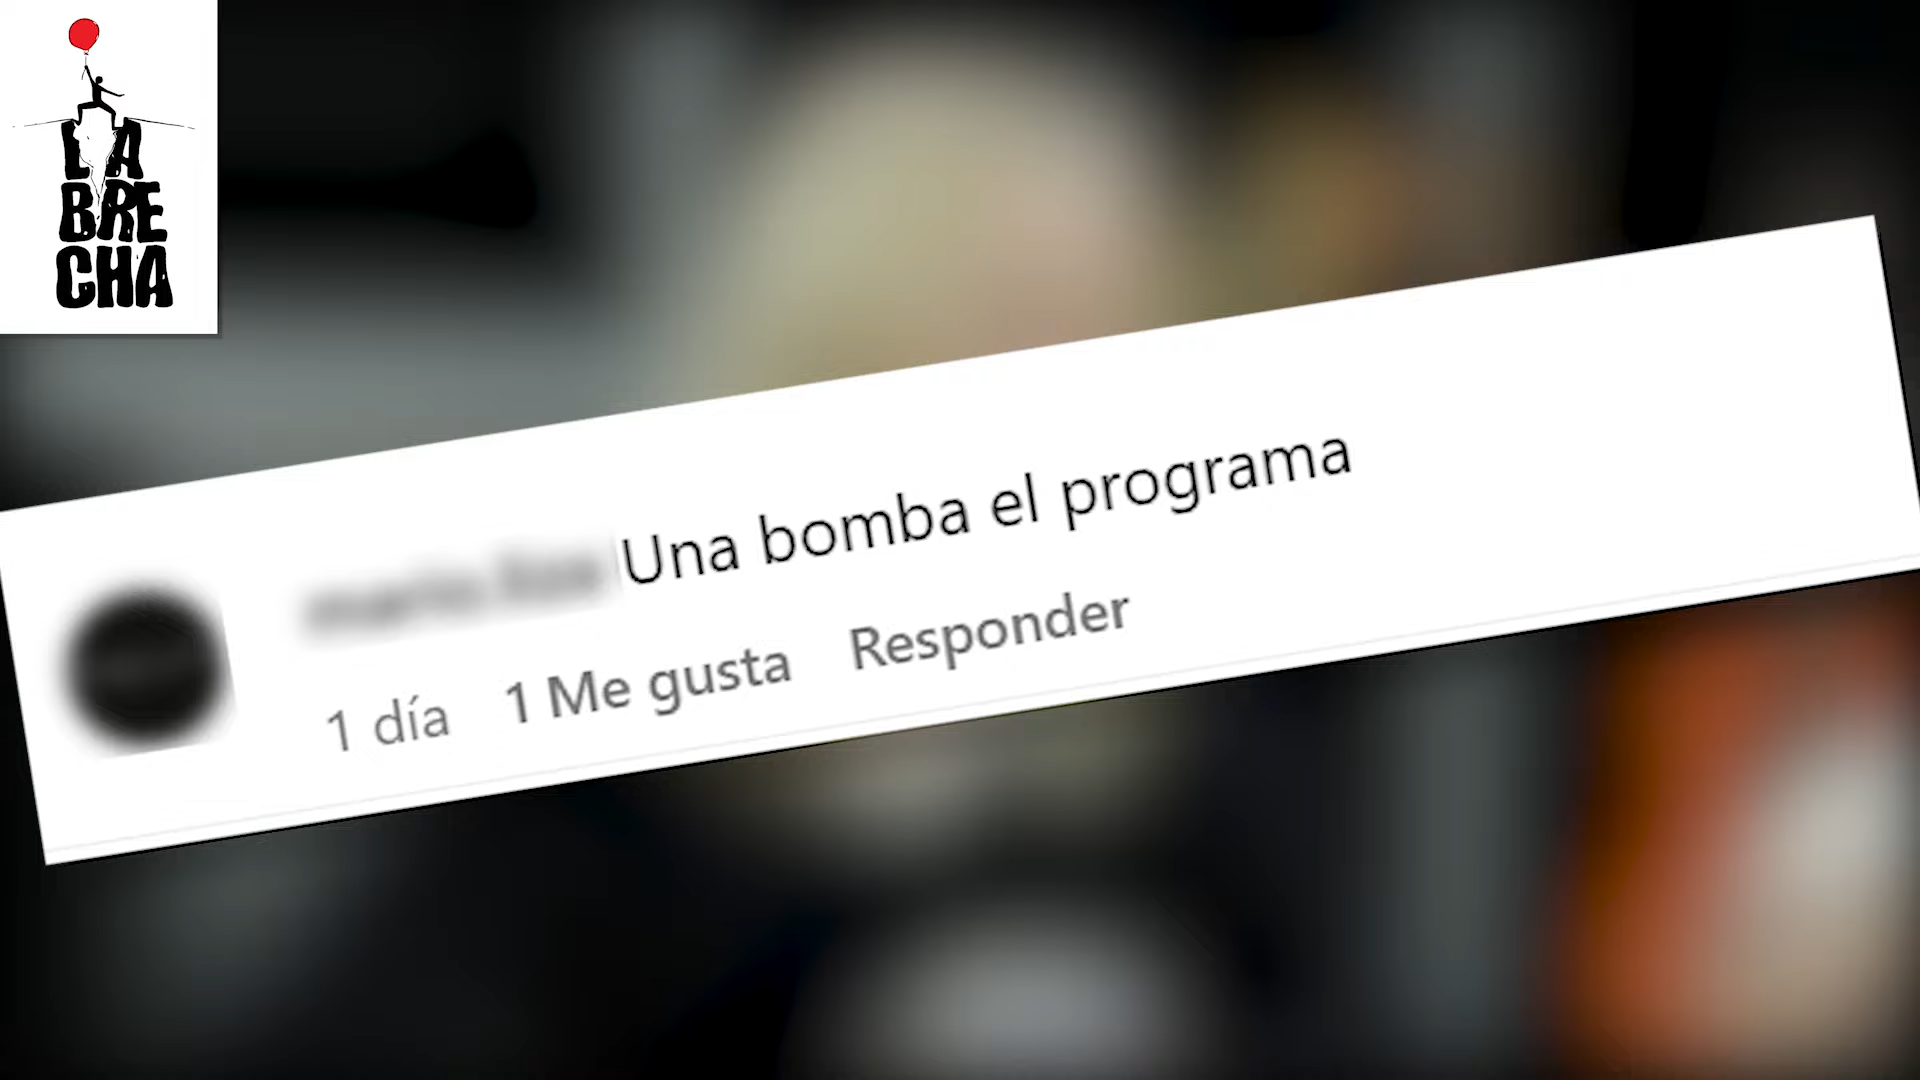 LA
BRE
CHA
Una bomba el programa
1 día 1 Me gusta Responder